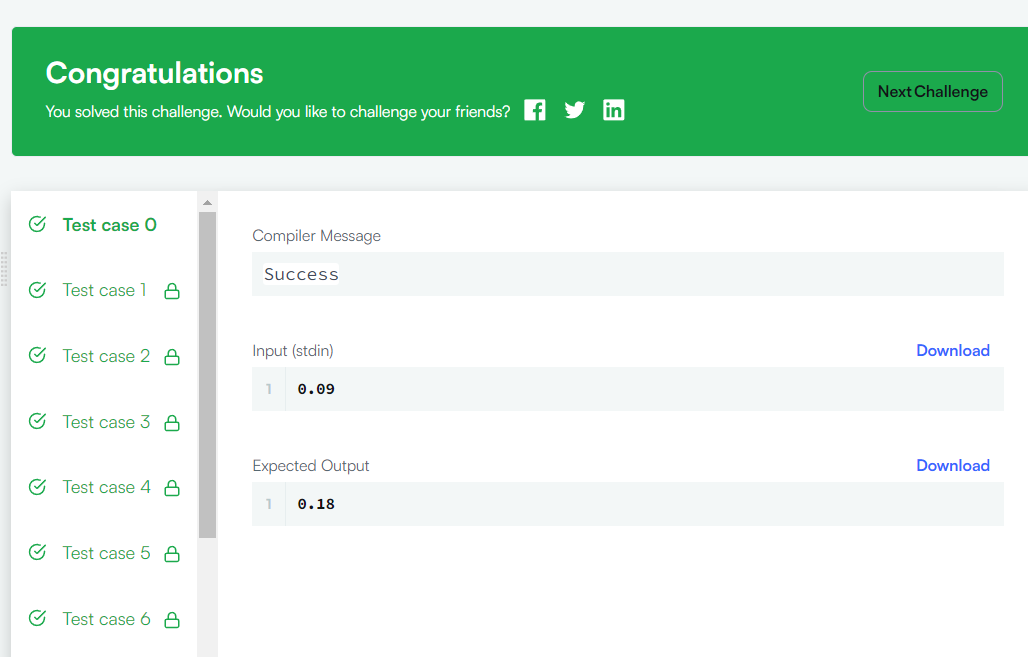 Congratulations
You solved this challenge. Would you like to challenge your friends?
Next Challenge
Test case 0
Test case 1
Test case 2
Test case 3
Test case 4
Test case 5
Test case 6
Compiler Message
Success
Input (stdin)
Download
1 0.09
Expected Output
Download
1 0.18